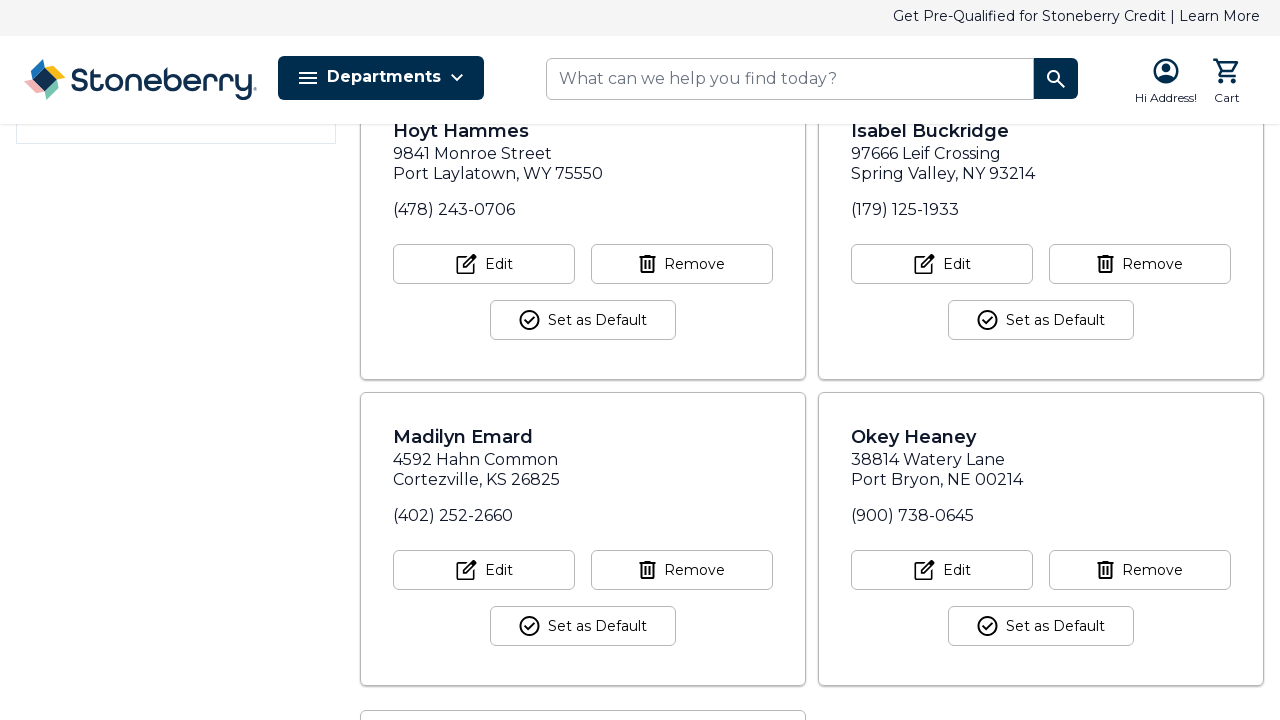 Get Pre-Qualified for Stoneberry Credit | Learn More
Stoneberry
Departments
What can we help you find today?
Hi Address!
Cart
Hoyt Hammes
9841 Monroe Street
Port Laylatown, WY 75550
(478) 243-0706
Edit
Remove
Set as Default
Isabel Buckridge
97666 Leif Crossing
Spring Valley, NY 93214
(179) 125-1933
Edit
Remove
Set as Default
Madilyn Emard
4592 Hahn Common
Cortezville, KS 26825
(402) 252-2660
Edit
Remove
Set as Default
Okey Heaney
38814 Watery Lane
Port Bryon, NE 00214
(900) 738-0645
Edit
Remove
Set as Default